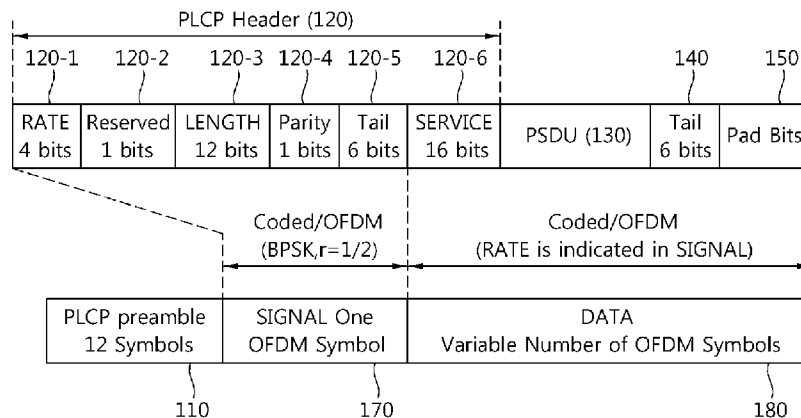 PLCP Header (120)
120-1 120-2 120-3 120-4 120-5 120-6 140 150
RATE Reserved LENGTH Parity Tail SERVICE PSDU (130) Tail Pad Bits
4 bits 1 bits 12 bits 1 bits 6 bits 16 bits 6 bits
Coded/OFDM Coded/OFDM
(BPSK,r=1/2) (RATE is indicated in SIGNAL)
PLCP preamble SIGNAL One DATA
12 Symbols OFDM Symbol Variable Number of OFDM Symbols
110 170 180